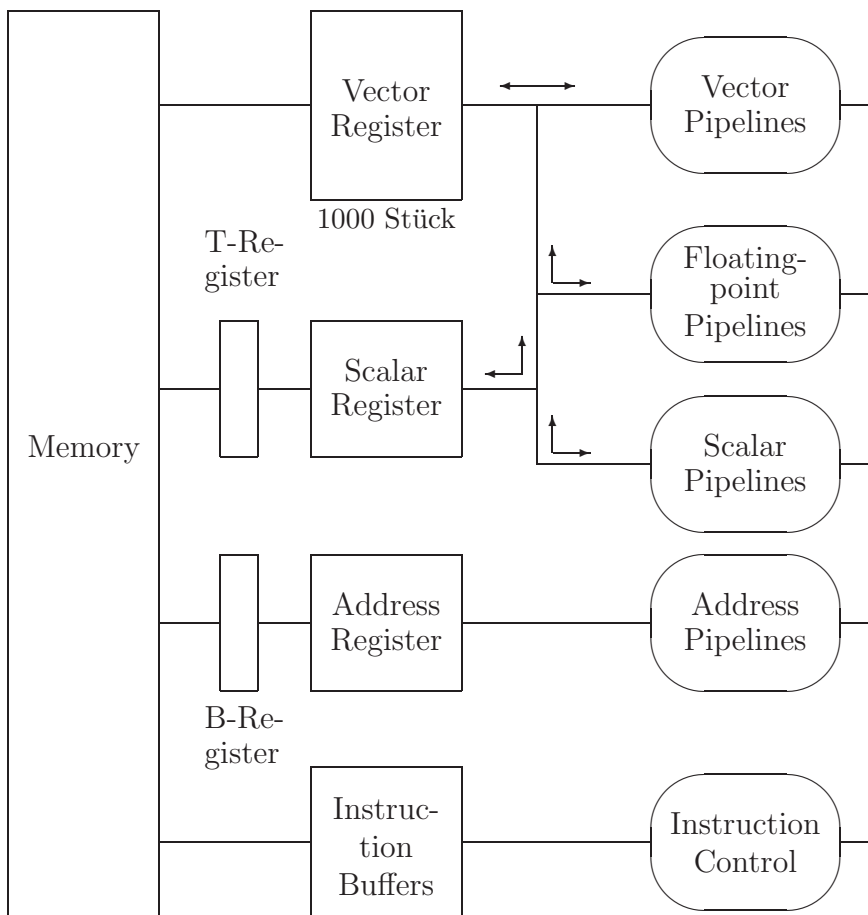 Vector
Register
1000 Stück
Vector
Pipelines
T-Re-
gister
Floating-
point
Pipelines
Scalar
Register
Memory
Scalar
Pipelines
Address
Register
Address
Pipelines
B-Re-
gister
Instruc-
tion
Buffers
Instruction
Control